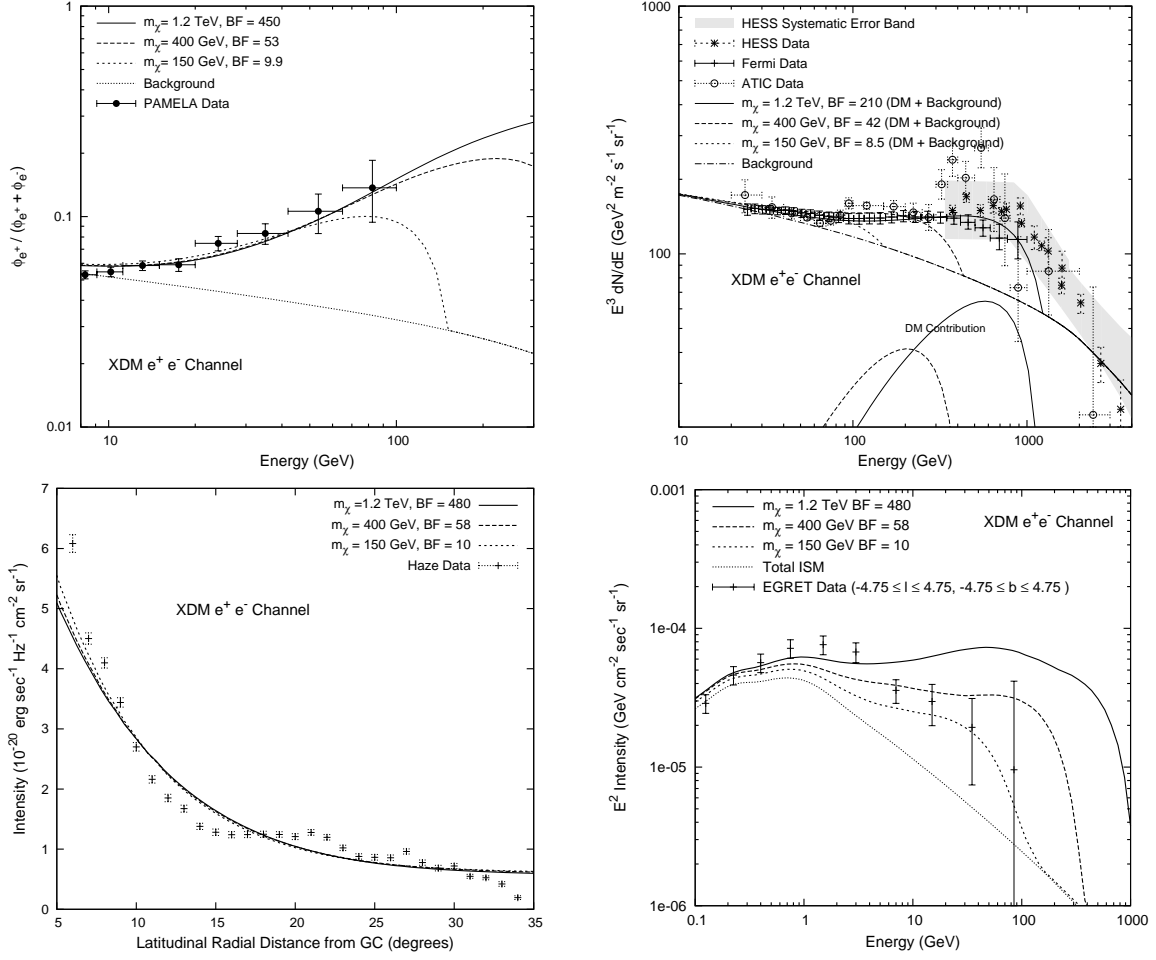 m_χ = 1.2 TeV, BF = 450
m_χ = 400 GeV, BF = 53
m_χ = 150 GeV, BF = 9.9
Background
PAMELA Data
XDM e⁺ e⁻ Channel
1
0.1
0.01
10
100
ϕ_e⁺ / (ϕ_e⁺ + ϕ_e⁻)
Energy (GeV)
HESS Systematic Error Band
HESS Data
Fermi Data
ATIC Data
m_χ = 1.2 TeV, BF = 210 (DM + Background)
m_χ = 400 GeV, BF = 42 (DM + Background)
m_χ = 150 GeV, BF = 8.5 (DM + Background)
Background
XDM e⁺e⁻ Channel
DM Contribution
1000
100
10
100
1000
E³ dN/dE (GeV² m⁻² s⁻¹ sr⁻¹)
Energy (GeV)
m_χ =1.2 TeV, BF = 480
m_χ = 400 GeV, BF = 58
m_χ = 150 GeV, BF = 10
Haze Data
XDM e⁺ e⁻ Channel
7
6
5
4
3
2
1
0
5
10
15
20
25
30
35
Intensity (10⁻²⁰ erg sec⁻¹ Hz⁻¹ cm⁻² sr⁻¹)
Latitudinal Radial Distance from GC (degrees)
m_χ = 1.2 TeV BF = 480
m_χ = 400 GeV BF = 58
m_χ = 150 GeV BF = 10
Total ISM
EGRET Data (-4.75 ≤ l ≤ 4.75, -4.75 ≤ b ≤ 4.75 )
XDM e⁺e⁻ Channel
0.001
1e-04
1e-05
1e-06
0.1
1
10
100
1000
E² Intensity (GeV cm⁻² sec⁻¹ sr⁻¹)
Energy (GeV)